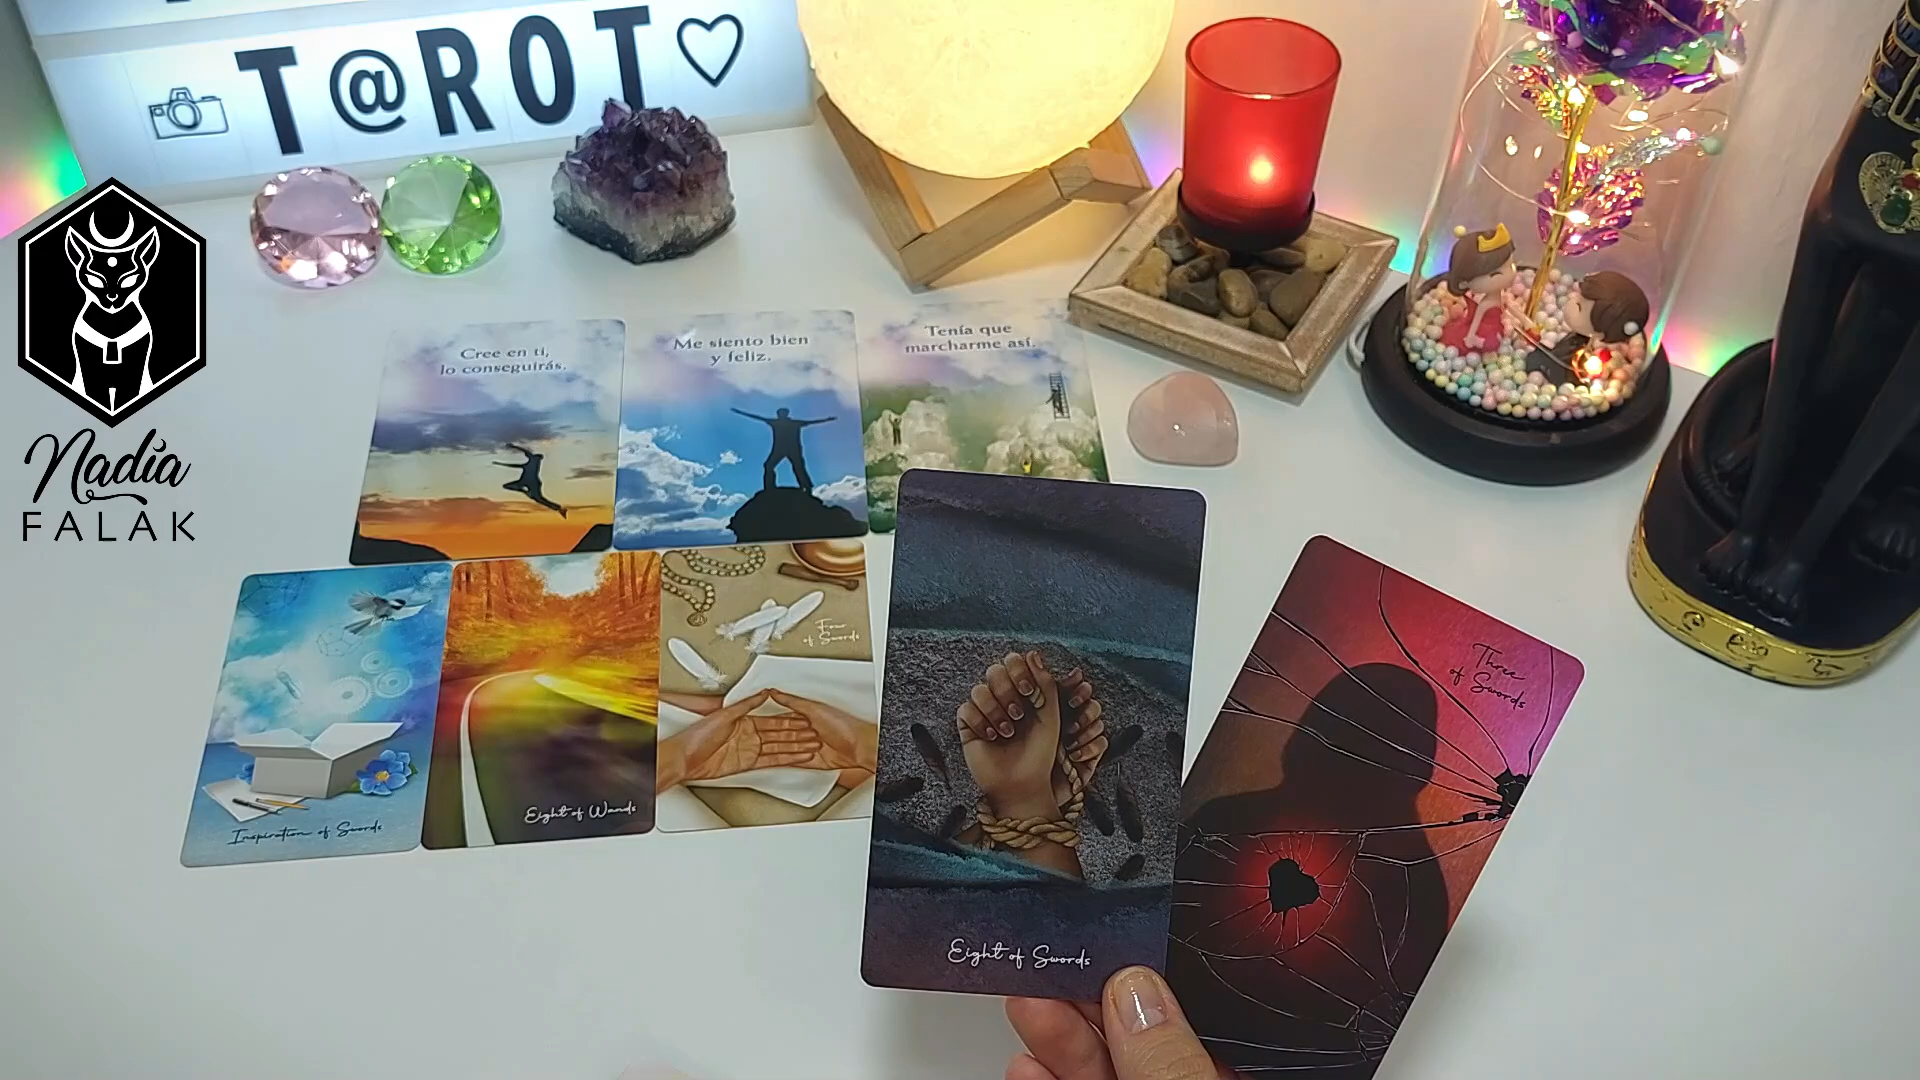 T@ROT
Nadia
FALAK
Cree en ti,
lo conseguirás.
Me siento bien
y feliz.
Tenía que
marcharme así.
Inspiration of Swords
Eight of Wands
Four
of Swords
Eight of Swords
Three
of Swords